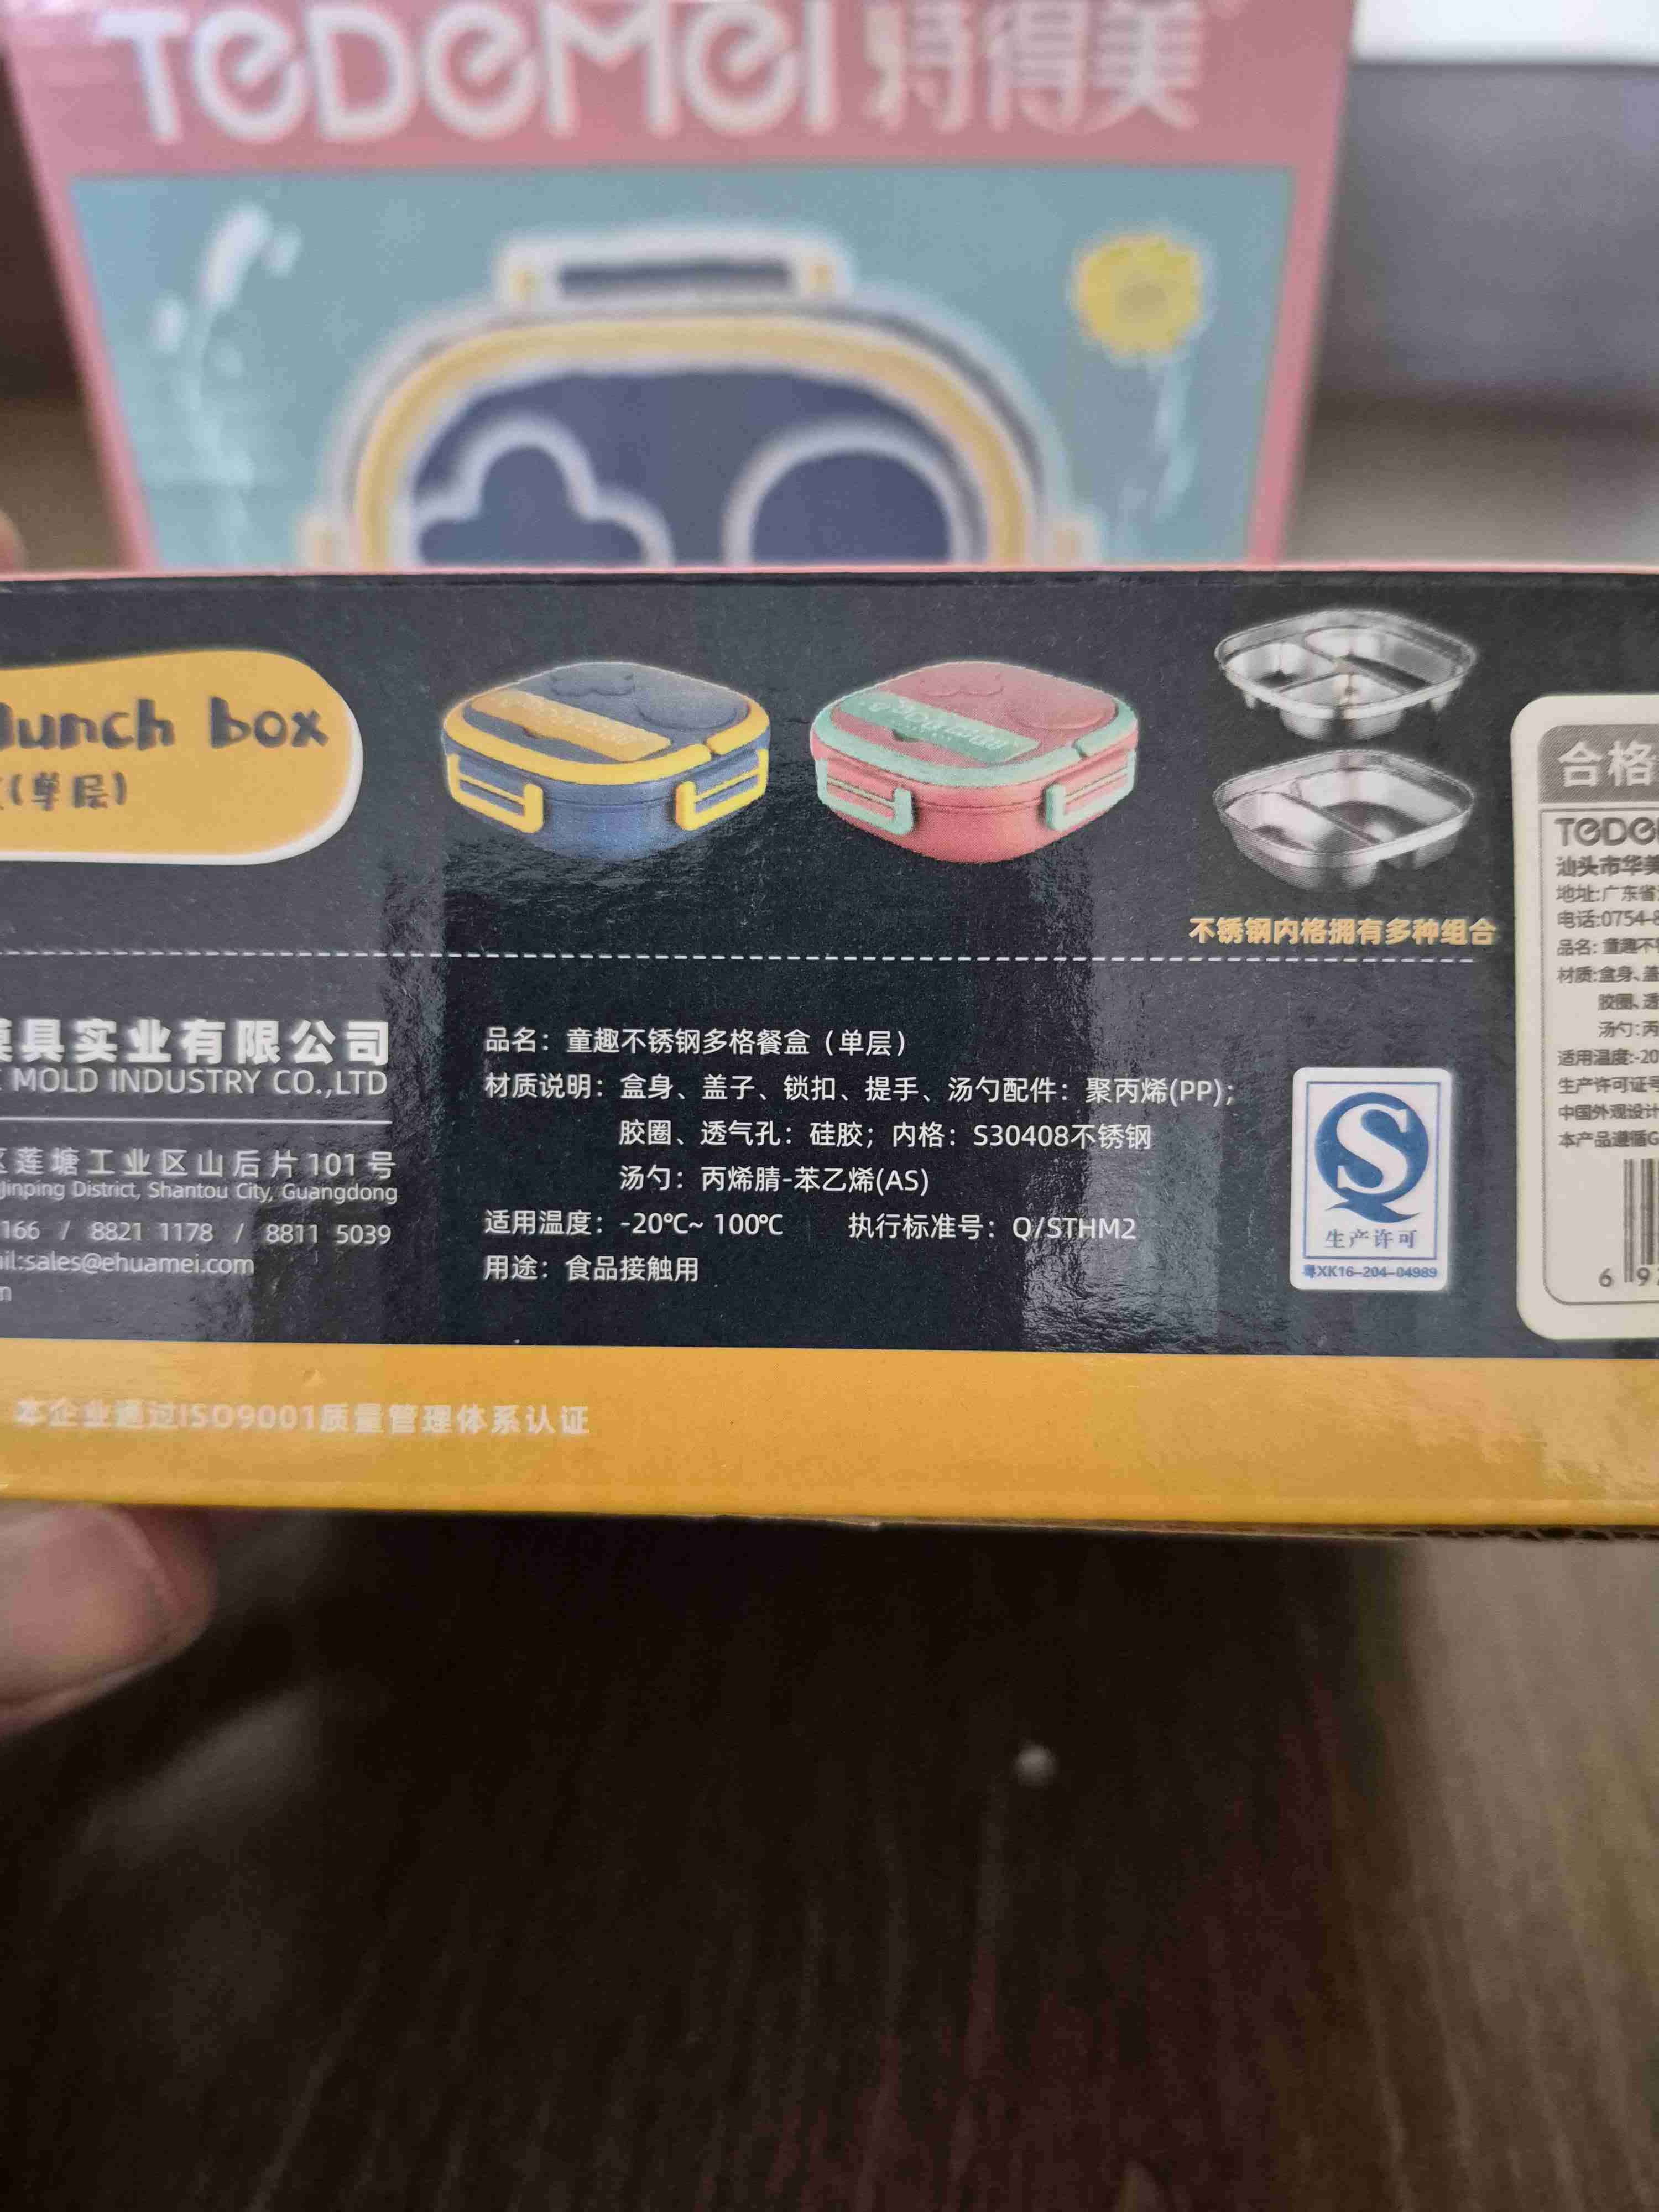 TEDEMEI 特得美
lunch box
(单层)
不锈钢内格拥有多种组合
模具实业有限公司
MOLD INDUSTRY CO.,LTD
莲塘工业区山后片101号
Jinping District, Shantou City, Guangdong
166 / 8821 1178 / 8811 5039
ail:sales@ehuamei.com
品名：童趣不锈钢多格餐盒（单层）
材质说明：盒身、盖子、锁扣、提手、汤勺配件：聚丙烯(PP)；
胶圈、透气孔：硅胶；内格：S30408不锈钢
汤勺：丙烯腈-苯乙烯(AS)
适用温度：-20℃~ 100℃ 执行标准号：Q/STHM2
用途：食品接触用
生产许可
粤XK16-204-04989
合格
TEDE
汕头市华美
地址:广东省
电话:0754-8
品名: 童趣不
材质:盒身、盖
胶圈、透
汤勺:丙
适用温度:-20
生产许可证号
中国外观设计
本产品遵循G
6 9
本企业通过ISO9001质量管理体系认证